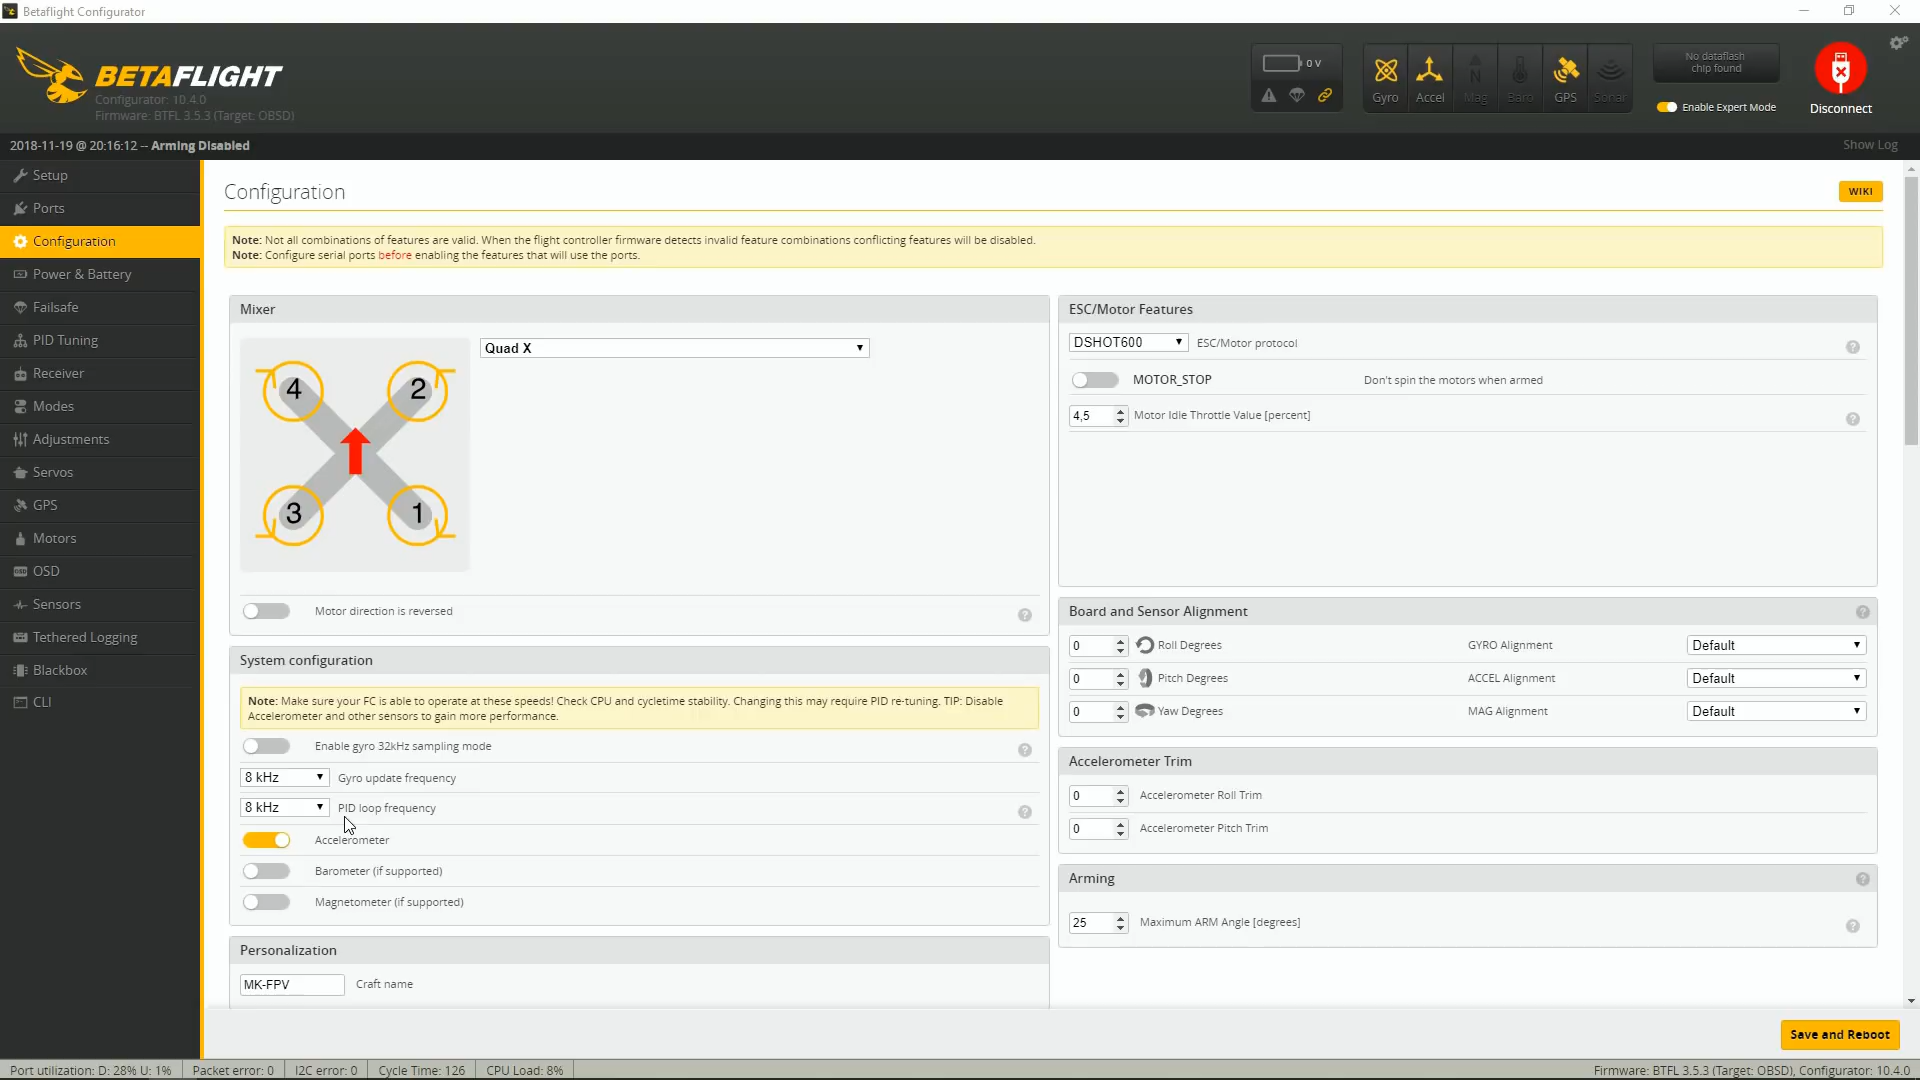 Betaflight Configurator
BETAFLIGHT
Configurator: 10.4.0
Firmware: BTFL 3.5.3 (Target: OBSD)
0 V
Gyro
Accel
Mag
Baro
GPS
Sonar
No dataflash
chip found
Enable Expert Mode
Disconnect
2018-11-19 @ 20:16:12 -- Arming Disabled
Show Log
Setup
Ports
Configuration
Power & Battery
Failsafe
PID Tuning
Receiver
Modes
Adjustments
Servos
GPS
Motors
OSD
Sensors
Tethered Logging
Blackbox
CLI
Configuration
WIKI
Note: Not all combinations of features are valid. When the flight controller firmware detects invalid feature combinations conflicting features will be disabled.
Note: Configure serial ports before enabling the features that will use the ports.
Mixer
Quad X
4
2
3
1
Motor direction is reversed
System configuration
Note: Make sure your FC is able to operate at these speeds! Check CPU and cycletime stability. Changing this may require PID re-tuning. TIP: Disable
Accelerometer and other sensors to gain more performance.
Enable gyro 32kHz sampling mode
8 kHz Gyro update frequency
8 kHz PID loop frequency
Accelerometer
Barometer (if supported)
Magnetometer (if supported)
Personalization
MK-FPV Craft name
ESC/Motor Features
DSHOT600 ESC/Motor protocol
MOTOR_STOP Don't spin the motors when armed
4,5 Motor Idle Throttle Value [percent]
Board and Sensor Alignment
0 Roll Degrees GYRO Alignment Default
0 Pitch Degrees ACCEL Alignment Default
0 Yaw Degrees MAG Alignment Default
Accelerometer Trim
0 Accelerometer Roll Trim
0 Accelerometer Pitch Trim
Arming
25 Maximum ARM Angle [degrees]
Save and Reboot
Port utilization: D: 28% U: 1% Packet error: 0 I2C error: 0 Cycle Time: 126 CPU Load: 8% Firmware: BTFL 3.5.3 (Target: OBSD), Configurator: 10.4.0